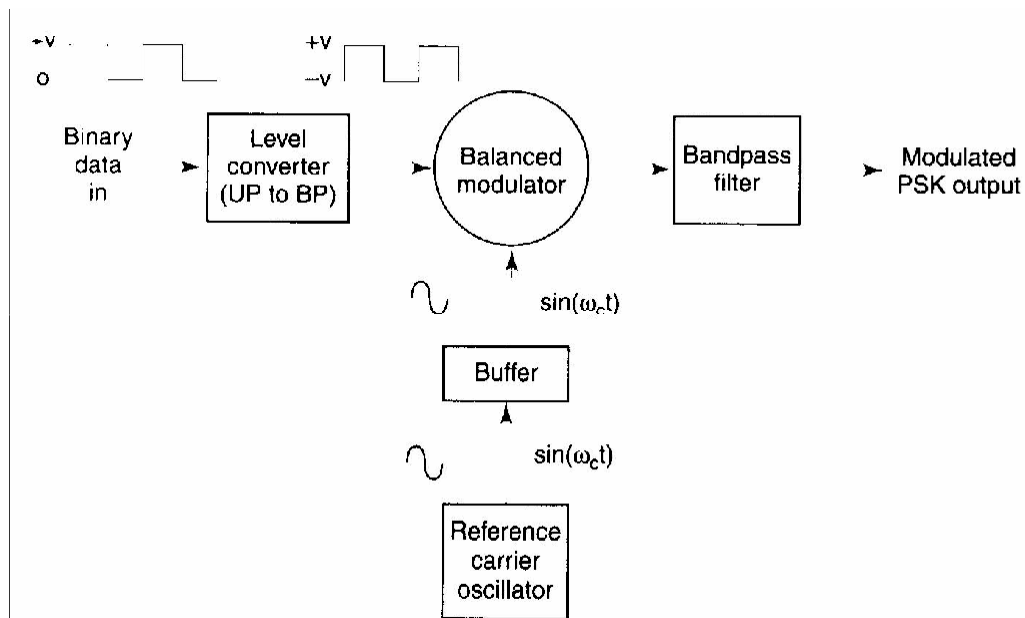 +V
O
+V
−V
Binary
data
in
Level
converter
(UP to BP)
Balanced
modulator
Bandpass
filter
Modulated
PSK output
sin(ωct)
Buffer
sin(ωct)
Reference
carrier
oscillator